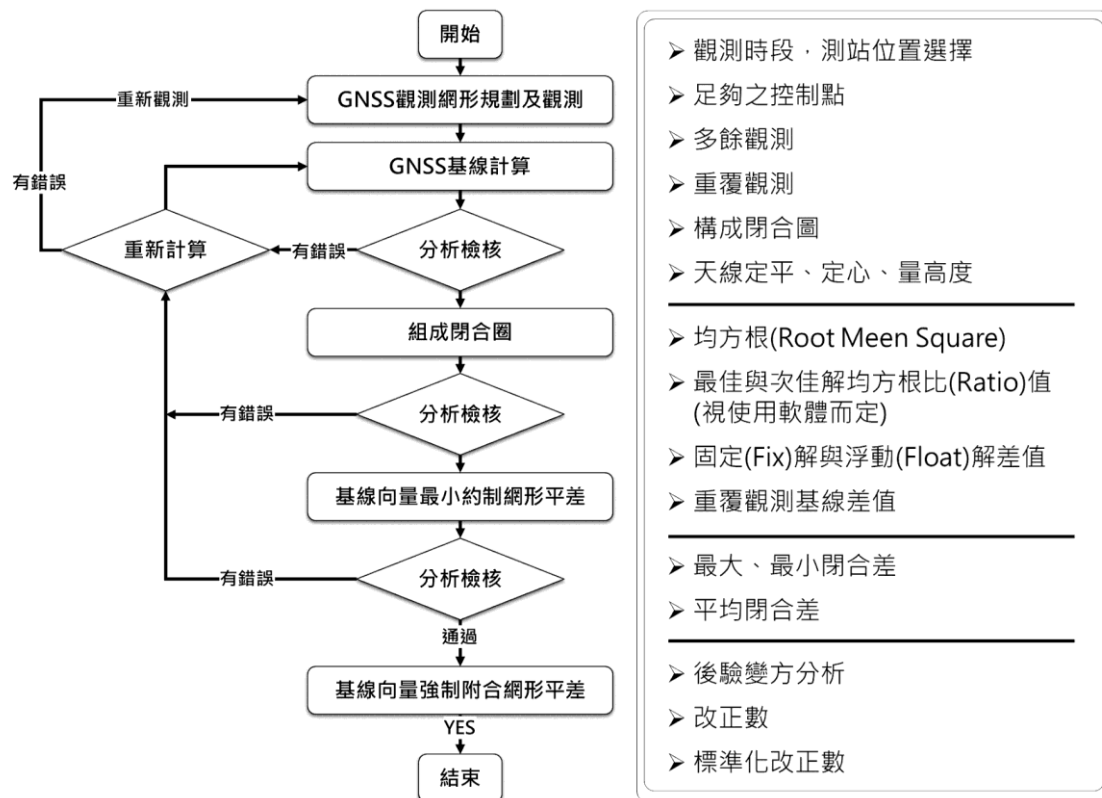 開始
重新觀測
GNSS觀測網形規劃及觀測
GNSS基線計算
有錯誤
重新計算
有錯誤
分析檢核
組成閉合圈
有錯誤
分析檢核
基線向量最小約制網形平差
有錯誤
分析檢核
通過
基線向量強制附合網形平差
YES
結束
➢ 觀測時段，測站位置選擇
➢ 足夠之控制點
➢ 多餘觀測
➢ 重覆觀測
➢ 構成閉合圖
➢ 天線定平、定心、量高度
➢ 均方根(Root Meen Square)
➢ 最佳與次佳解均方根比(Ratio)值
(視使用軟體而定)
➢ 固定(Fix)解與浮動(Float)解差值
➢ 重覆觀測基線差值
➢ 最大、最小閉合差
➢ 平均閉合差
➢ 後驗變方分析
➢ 改正數
➢ 標準化改正數